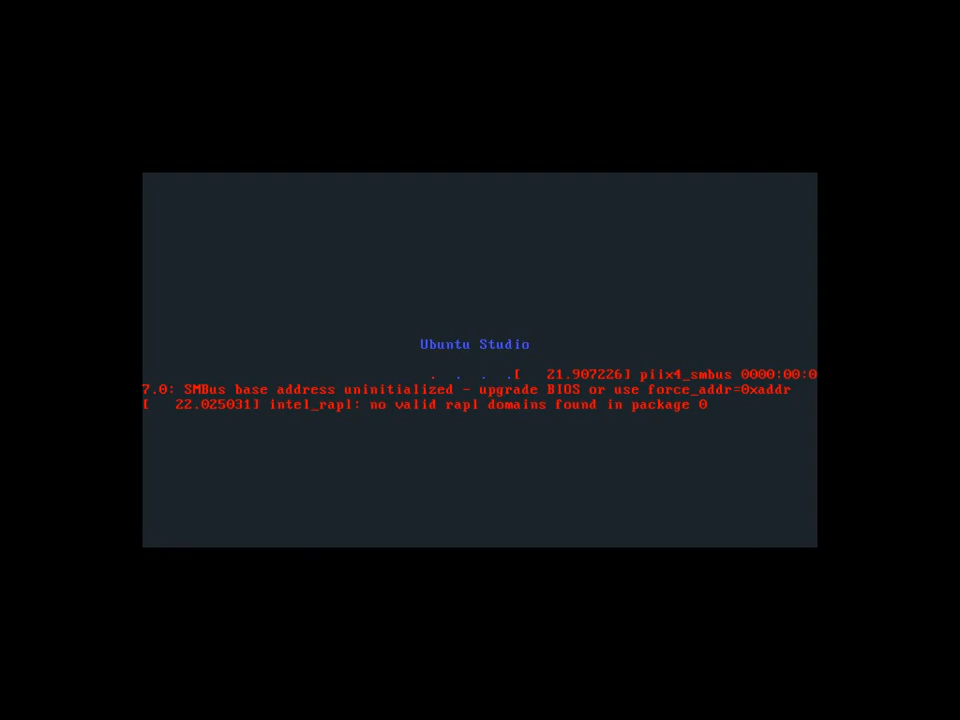 Ubuntu Studio
. . . .[   21.907226] piix4_smbus 0000:00:0
7.0: SMBus base address uninitialized - upgrade BIOS or use force_addr=0xaddr
[   22.025031] intel_rapl: no valid rapl domains found in package 0